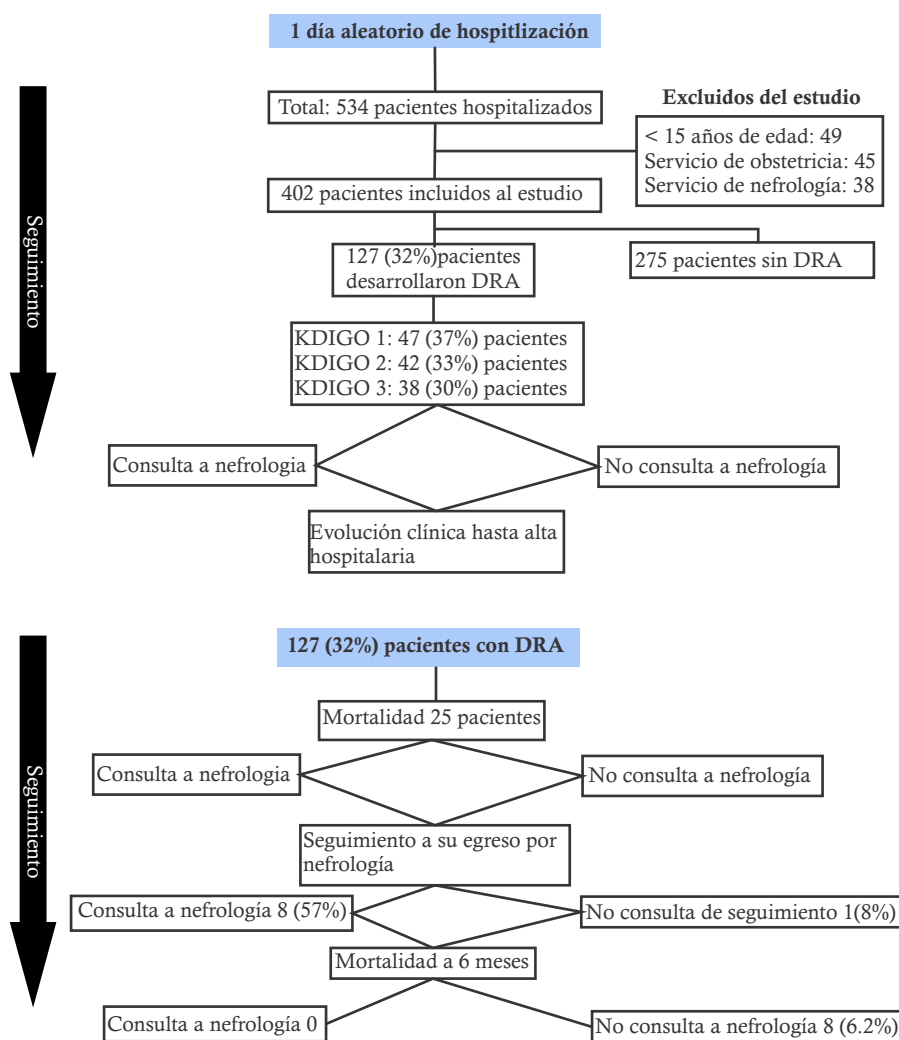 1 día aleatorio de hospitlización
Total: 534 pacientes hospitalizados
Excluidos del estudio
< 15 años de edad: 49
Servicio de obstetricia: 45
Servicio de nefrología: 38
402 pacientes incluidos al estudio
127 (32%)pacientes
desarrollaron DRA
275 pacientes sin DRA
KDIGO 1: 47 (37%) pacientes
KDIGO 2: 42 (33%) pacientes
KDIGO 3: 38 (30%) pacientes
Consulta a nefrologia
No consulta a nefrología
Evolución clínica hasta alta
hospitalaria
Seguimiento
127 (32%) pacientes con DRA
Mortalidad 25 pacientes
Consulta a nefrologia
No consulta a nefrología
Seguimiento a su egreso por
nefrología
Consulta a nefrología 8 (57%)
No consulta de seguimiento 1(8%)
Mortalidad a 6 meses
Consulta a nefrología 0
No consulta a nefrología 8 (6.2%)
Seguimiento